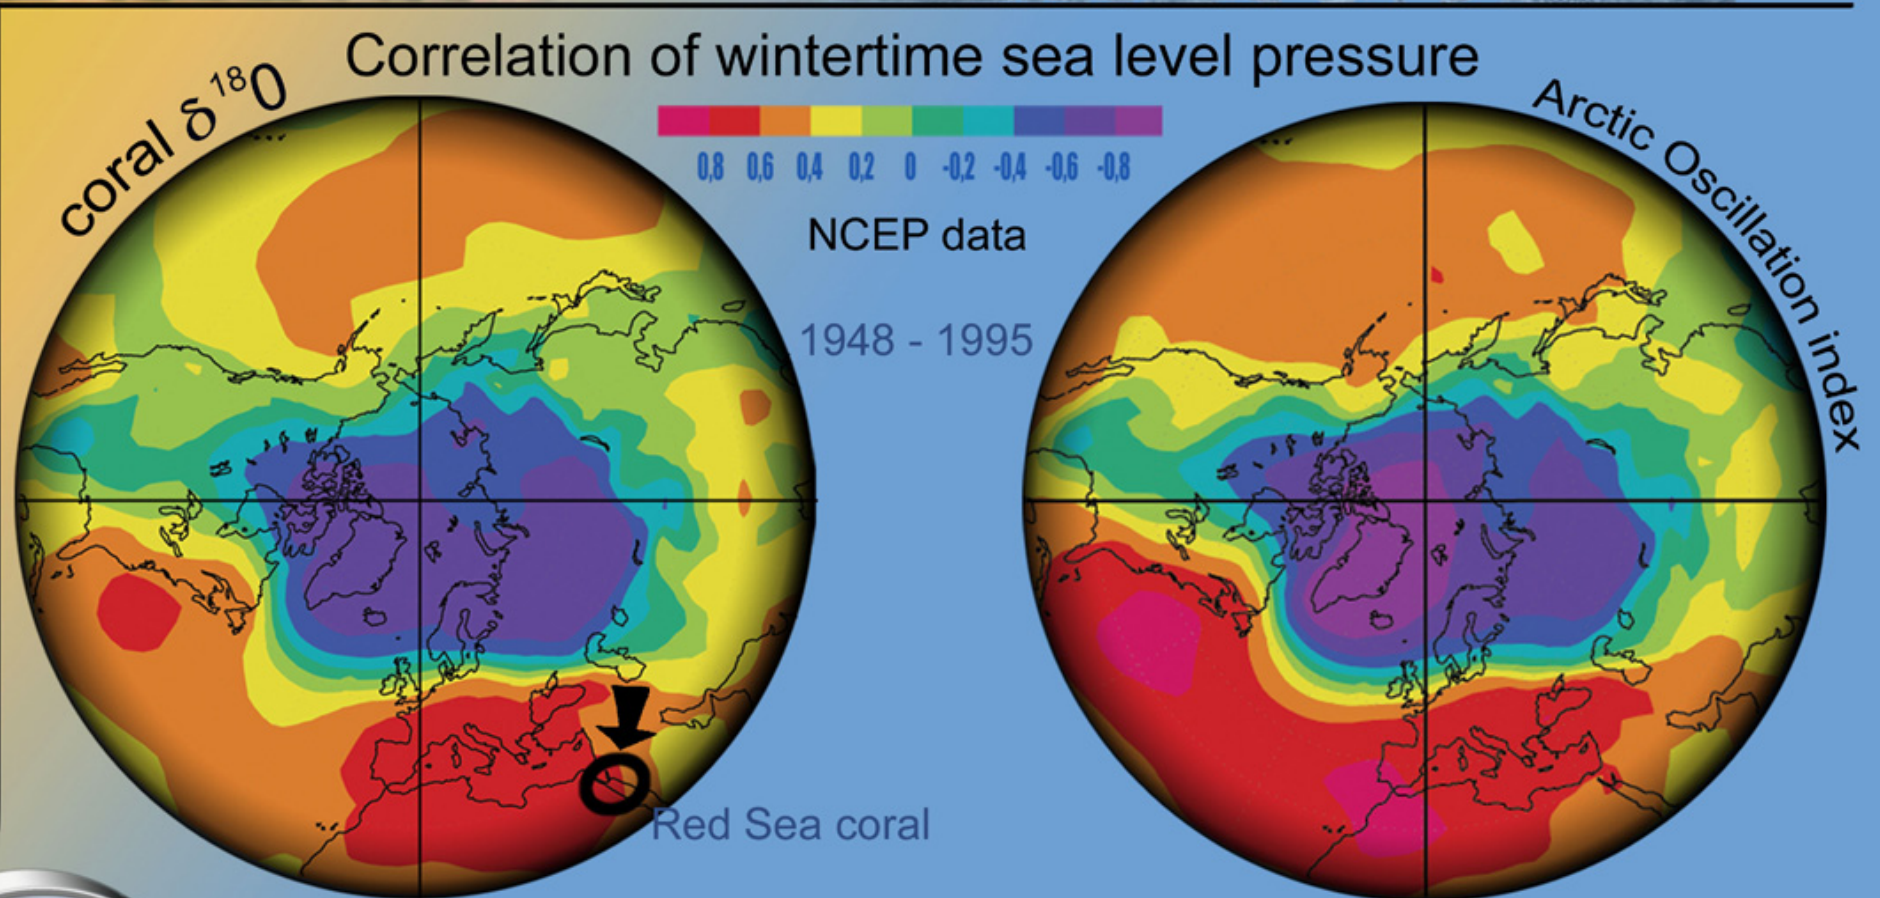 Correlation of wintertime sea level pressure
coral δ ¹⁸0
0,8 0,6 0,4 0,2 0 -0,2 -0,4 -0,6 -0,8
Arctic Oscillation index
NCEP data
1948 - 1995
Red Sea coral